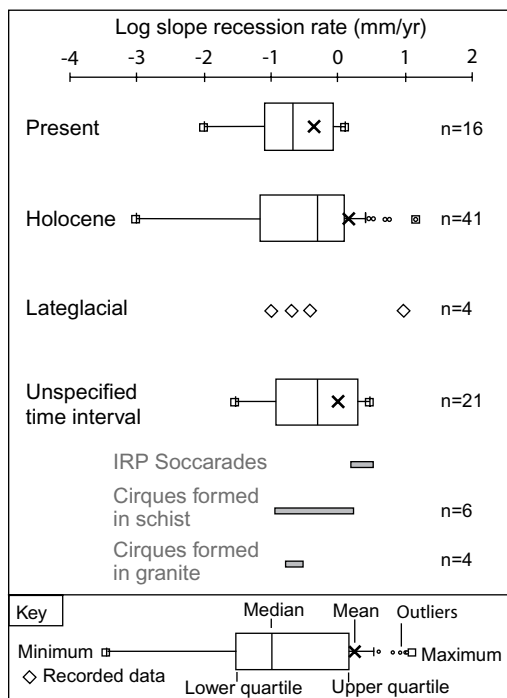 Log slope recession rate (mm/yr)
-4 -3 -2 -1 0 1 2
Present n=16
Holocene n=41
Lateglacial n=4
Unspecified
time interval n=21
IRP Soccarades
Cirques formed
in schist n=6
Cirques formed
in granite n=4
Key
Median Mean Outliers
Minimum Maximum
Recorded data
Lower quartile Upper quartile